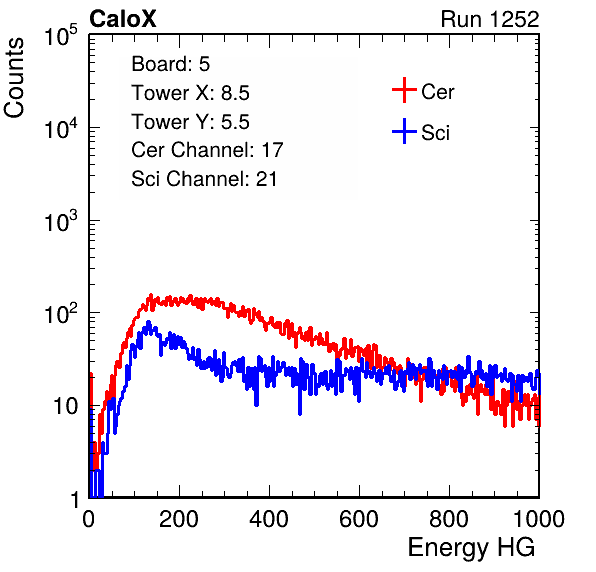 CaloX Run 1252
Counts
Board: 5
Tower X: 8.5
Tower Y: 5.5
Cer Channel: 17
Sci Channel: 21
Cer
Sci
10^5
10^4
10^3
10^2
10
1
0 200 400 600 800 1000
Energy HG